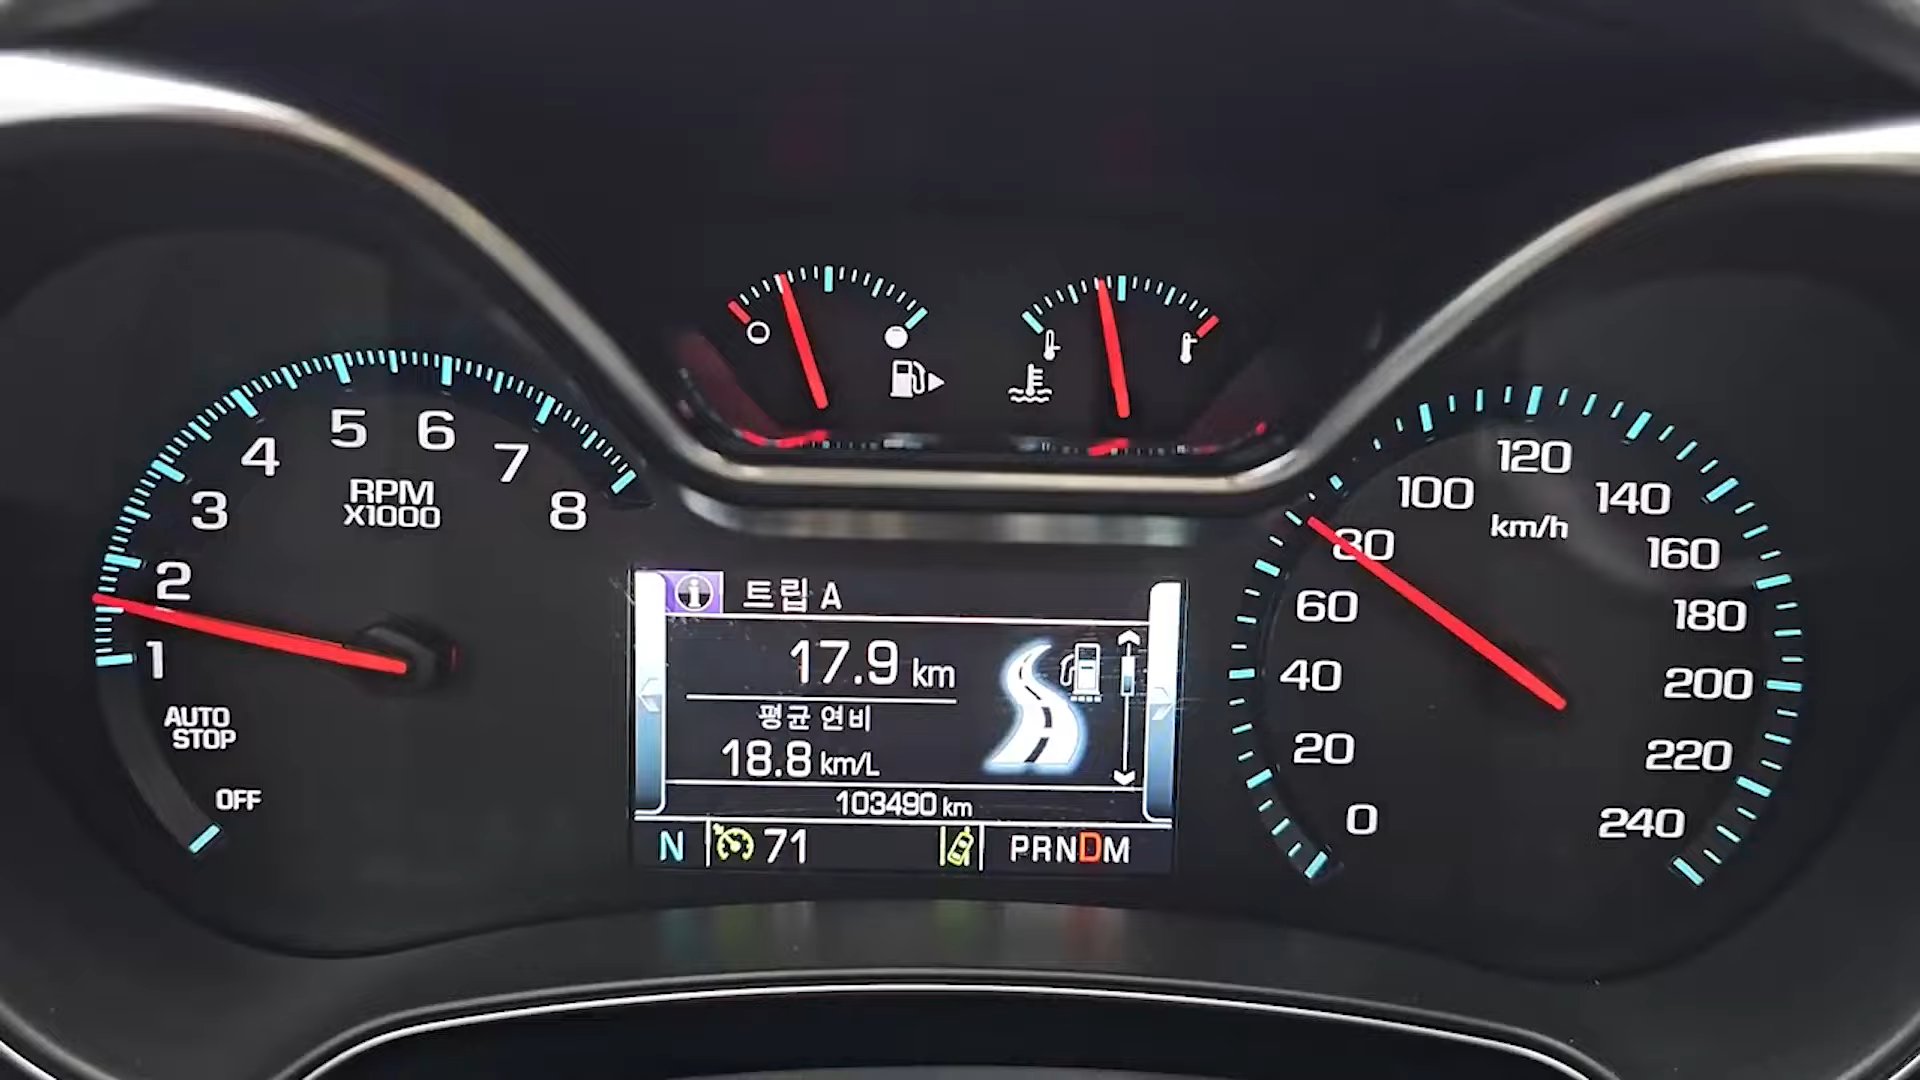 1
2
3
4
5
6
7
8
RPM
X1000
AUTO
STOP
OFF
트립 A
17.9 km
평균 연비
18.8 km/L
103490 km
N 71 PRNDM
0
20
40
60
80
100
120
140
160
180
200
220
240
km/h